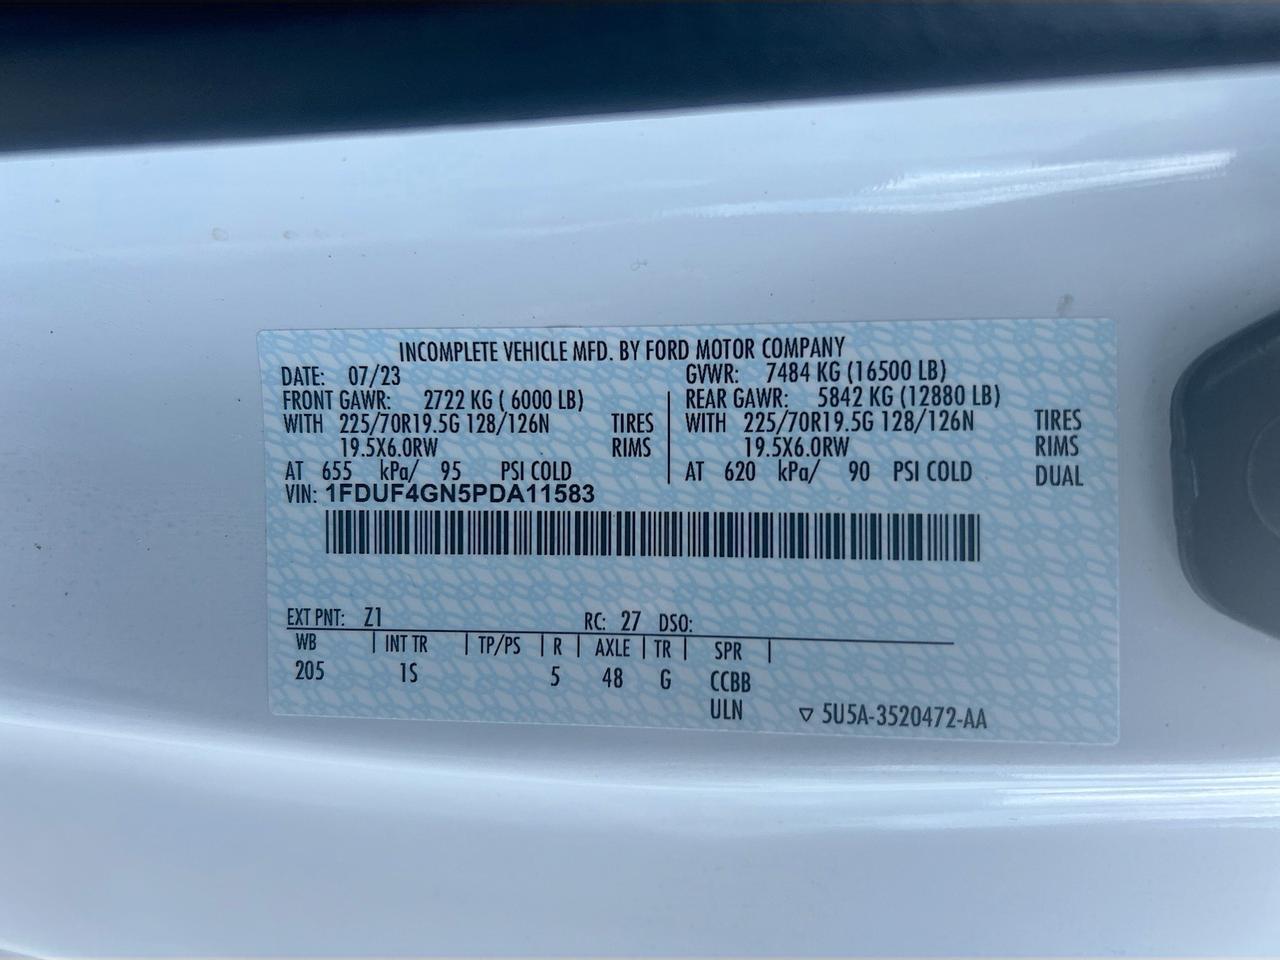 INCOMPLETE VEHICLE MFD. BY FORD MOTOR COMPANY
DATE: 07/23 GVWR: 7484 KG (16500 LB)
FRONT GAWR: 2722 KG ( 6000 LB) REAR GAWR: 5842 KG (12880 LB)
WITH 225/70R19.5G 128/126N TIRES WITH 225/70R19.5G 128/126N TIRES
19.5X6.0RW RIMS 19.5X6.0RW RIMS
AT 655 kPa/ 95 PSI COLD AT 620 kPa/ 90 PSI COLD DUAL
VIN: 1FDUF4GN5PDA11583
EXT PNT: Z1 RC: 27 DSO:
WB | INT TR | TP/PS | R | AXLE | TR | SPR |
205 1S 5 48 G CCBB
ULN ▽ 5U5A-3520472-AA